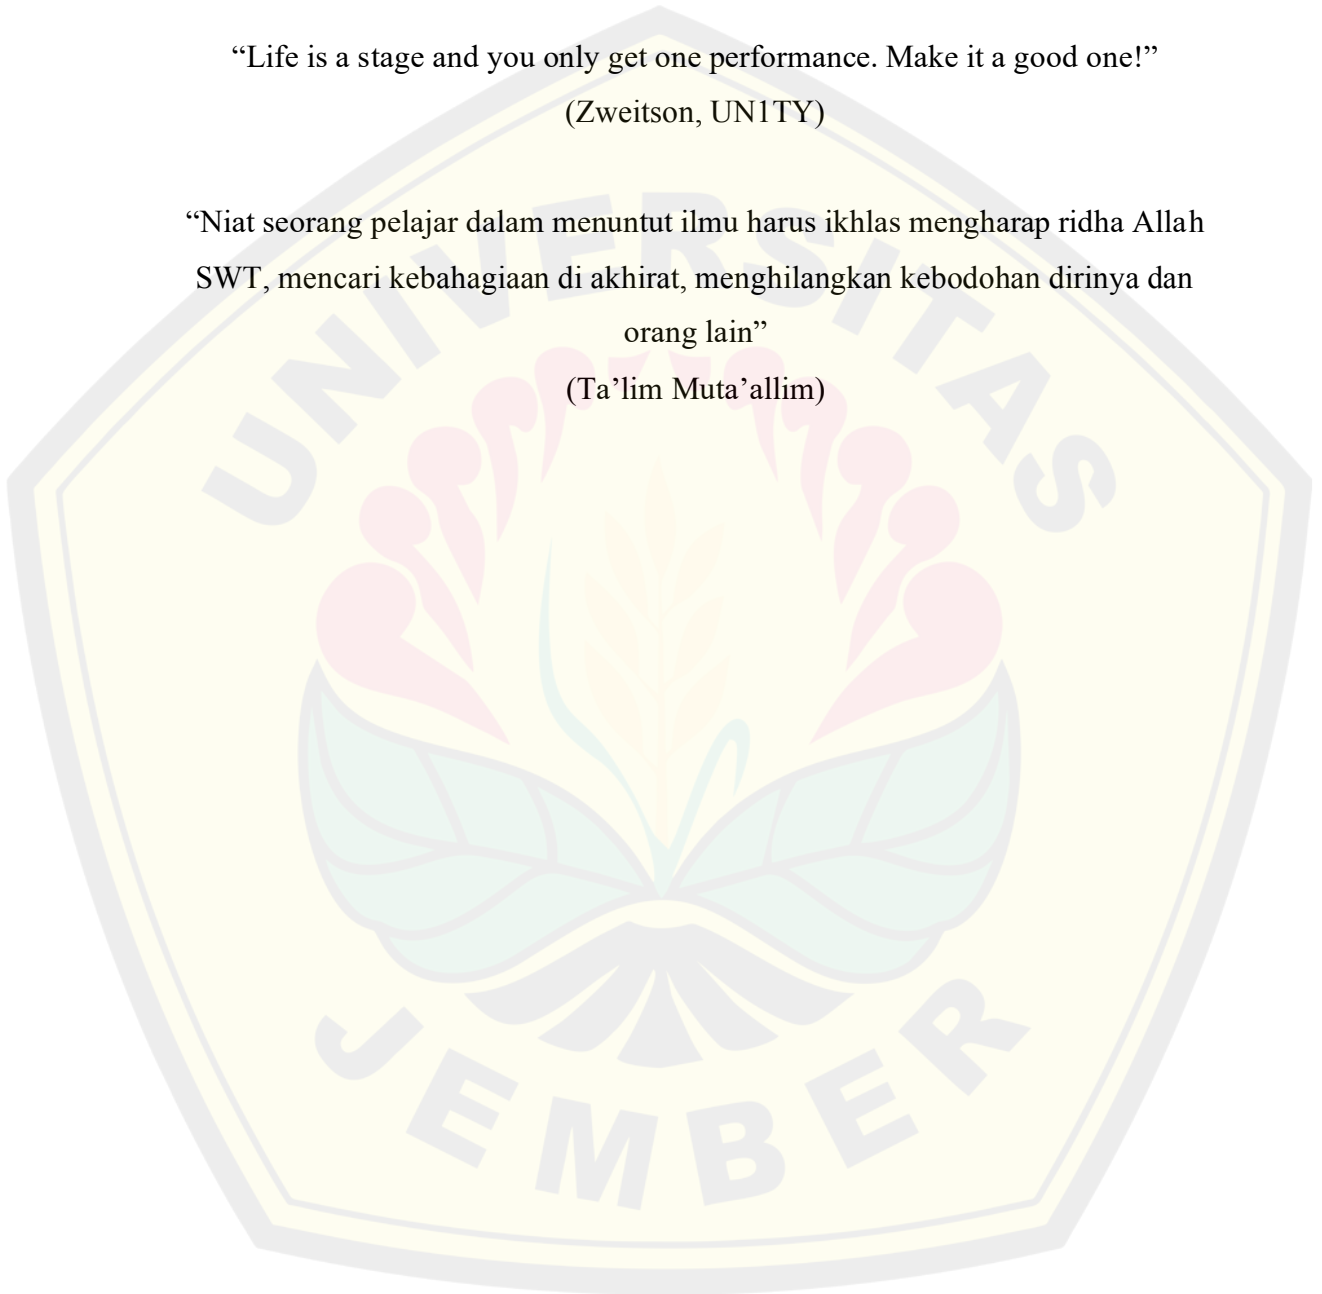 “Life is a stage and you only get one performance. Make it a good one!”
(Zweitson, UN1TY)
“Niat seorang pelajar dalam menuntut ilmu harus ikhlas mengharap ridha Allah
SWT, mencari kebahagiaan di akhirat, menghilangkan kebodohan dirinya dan
orang lain”
(Ta’lim Muta’allim)
UNIVERSITAS
JEMBER